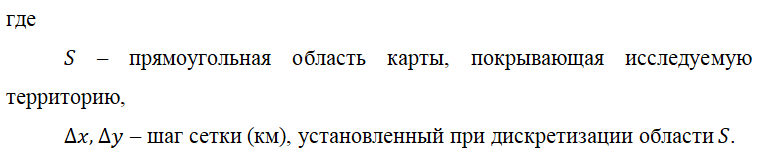 где
S – прямоугольная область карты, покрывающая исследуемую
территорию,
Δx, Δy – шаг сетки (км), установленный при дискретизации области S.